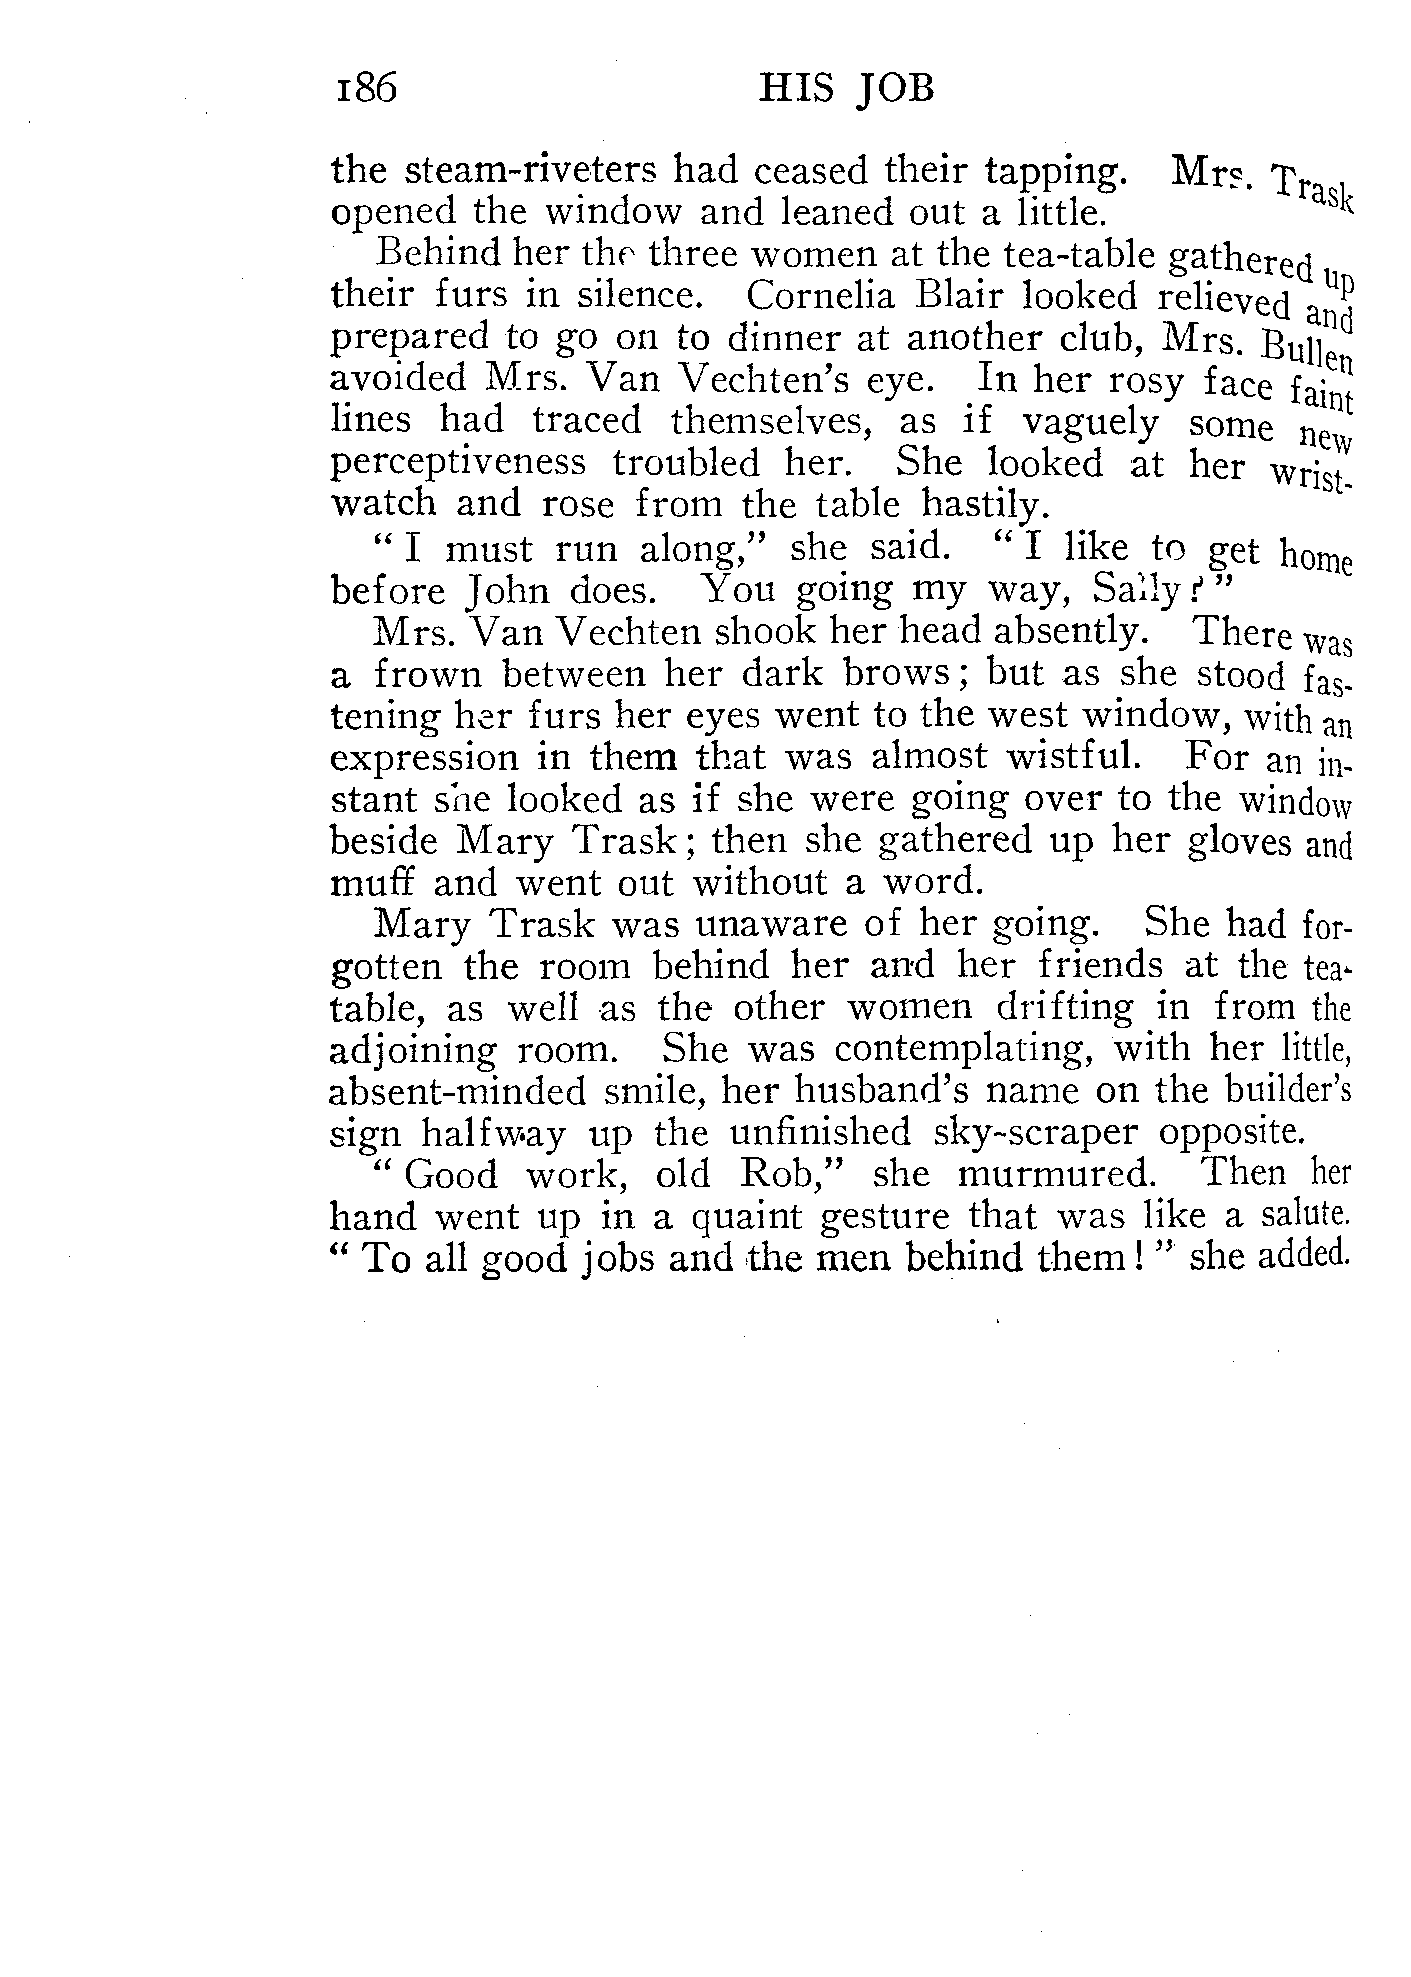 186 HIS JOB
the steam-riveters had ceased their tapping. Mrs. Trask
opened the window and leaned out a little.
Behind her the three women at the tea-table gathered up
their furs in silence. Cornelia Blair looked relieved and
prepared to go on to dinner at another club, Mrs. Bullen
avoided Mrs. Van Vechten's eye. In her rosy face faint
lines had traced themselves, as if vaguely some new
perceptiveness troubled her. She looked at her wrist-
watch and rose from the table hastily.
“ I must run along,” she said. “ I like to get home
before John does. You going my way, Sally ? ”
Mrs. Van Vechten shook her head absently. There was
a frown between her dark brows ; but as she stood fas-
tening her furs her eyes went to the west window, with an
expression in them that was almost wistful. For an in-
stant she looked as if she were going over to the window
beside Mary Trask ; then she gathered up her gloves and
muff and went out without a word.
Mary Trask was unaware of her going. She had for-
gotten the room behind her and her friends at the tea-
table, as well as the other women drifting in from the
adjoining room. She was contemplating, with her little,
absent-minded smile, her husband's name on the builder's
sign halfway up the unfinished sky-scraper opposite.
“ Good work, old Rob,” she murmured. Then her
hand went up in a quaint gesture that was like a salute.
“ To all good jobs and the men behind them ! ” she added.